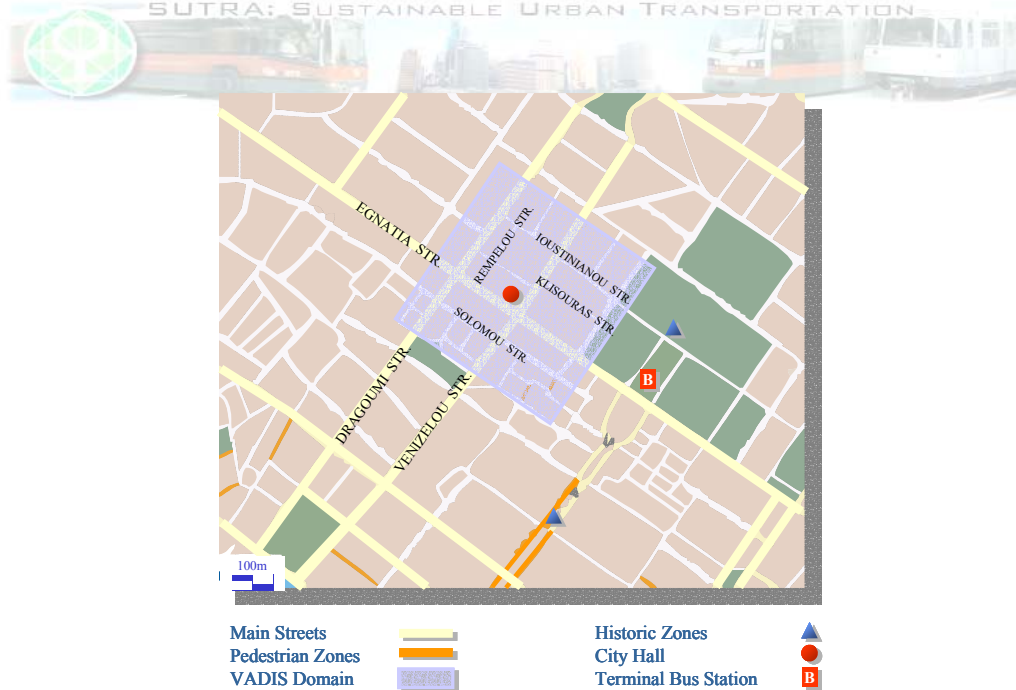 SUTRA: SUSTAINABLE URBAN TRANSPORTATION
EGNATIA STR.
REMPELOU STR.
IOUSTINIANOU STR.
KLISOURAS STR.
SOLOMOU STR.
DRAGOUMI STR.
VENIZELOU STR.
B
100m
Main Streets
Pedestrian Zones
VADIS Domain
Historic Zones
City Hall
Terminal Bus Station B